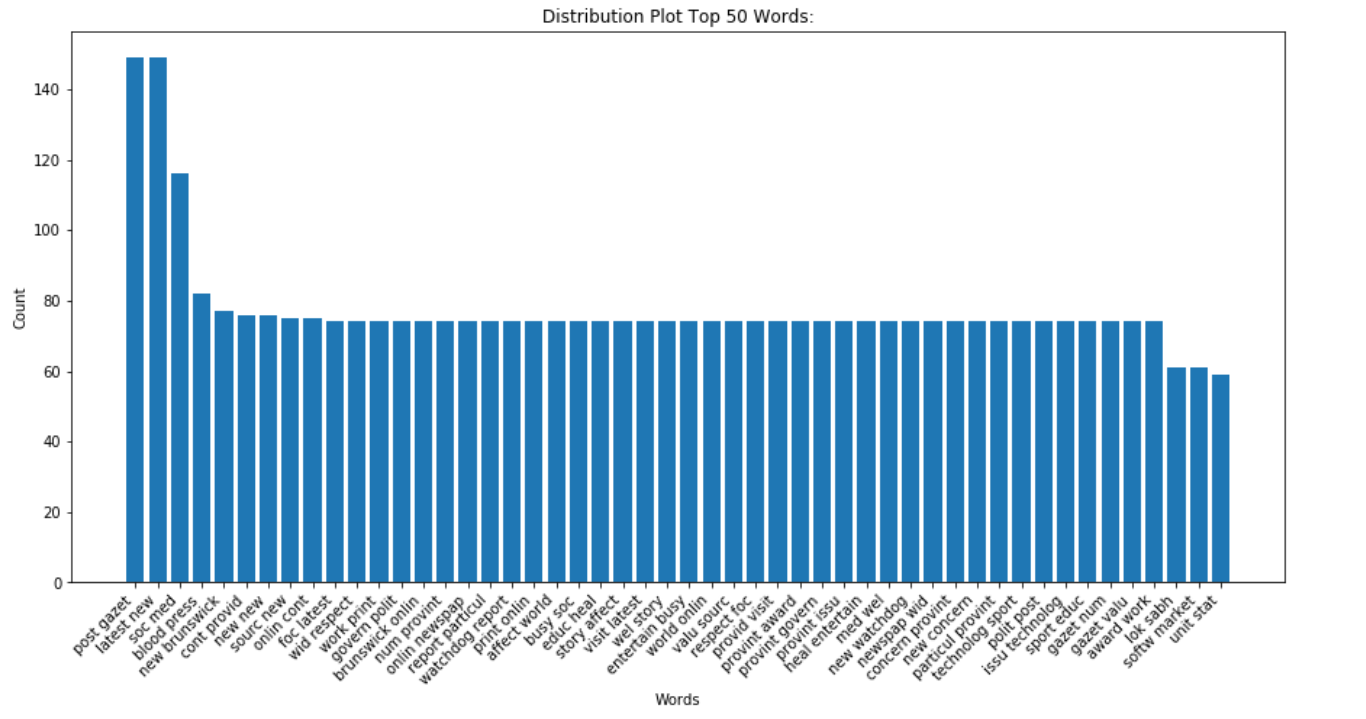 Distribution Plot Top 50 Words:
140
120
100
80
60
40
20
0
Count
post gazet
latest new
soc med
blood press
new brunswick
cont provid
new new
sourc new
onlin cont
foc latest
wid respect
work print
govern polit
brunswick onlin
num provint
onlin newspap
report particul
watchdog report
print onlin
affect world
busy soc
educ heal
story affect
visit latest
wel story
entertain busy
world onlin
valu sourc
respect foc
provid visit
provint award
provint govern
provint issu
heal entertain
med wel
new watchdog
newspap wid
concern provint
new concern
particul provint
technolog sport
polit post
issu technolog
sport educ
gazet num
gazet valu
award work
lok sabh
softw market
unit stat
Words